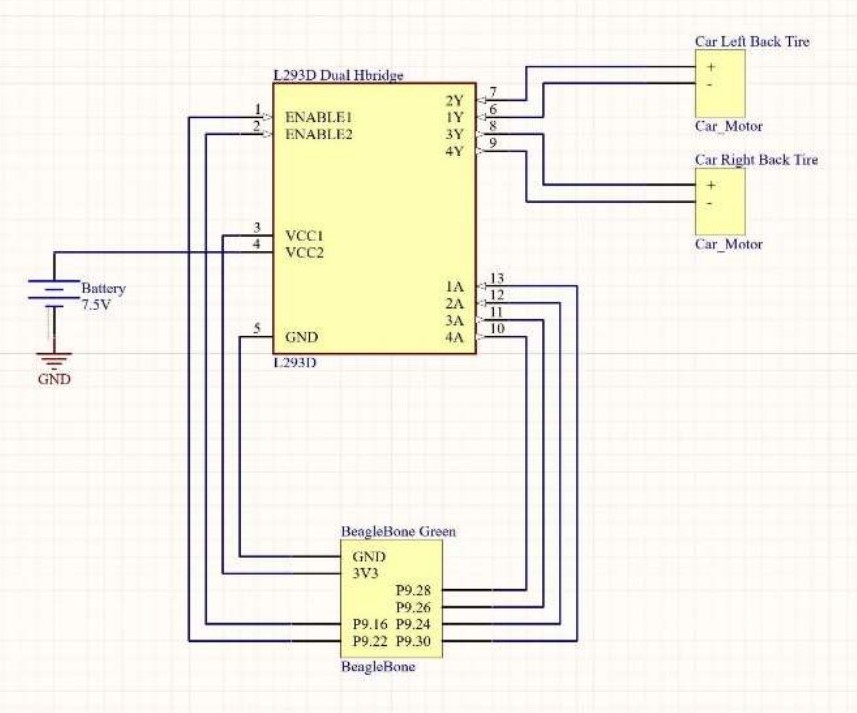 Car Left Back Tire
+
-
Car_Motor
Car Right Back Tire
+
-
Car_Motor
L293D Dual Hbridge
1 ENABLE1
2 ENABLE2
3 VCC1
4 VCC2
5 GND
2Y 7
1Y 6
3Y 8
4Y 9
1A 13
2A 12
3A 11
4A 10
L293D
Battery
7.5V
GND
BeagleBone Green
GND
3V3
P9.28
P9.26
P9.16 P9.24
P9.22 P9.30
BeagleBone